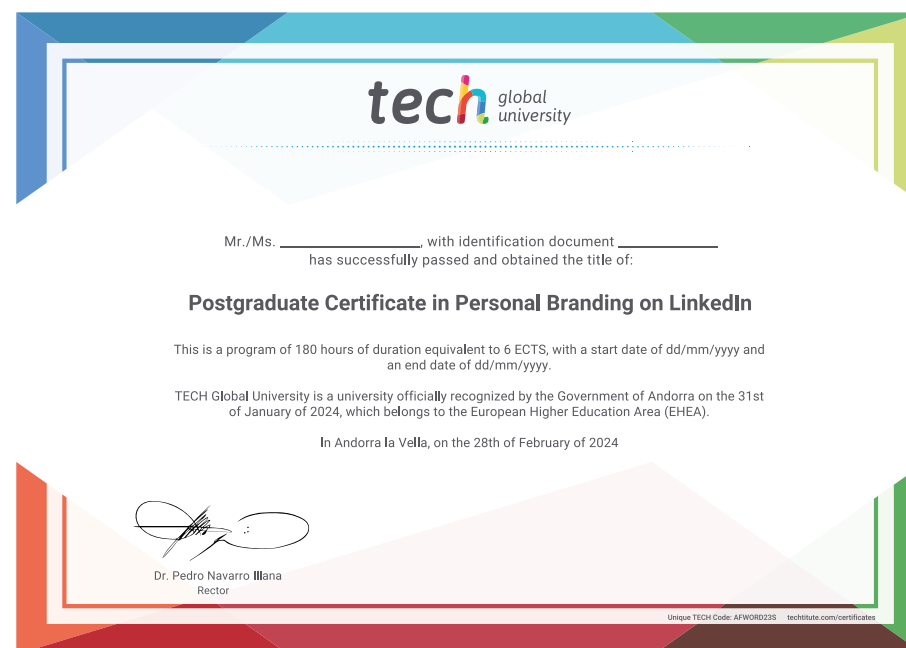 tech global
university
Mr./Ms. ____________________, with identification document ______________
has successfully passed and obtained the title of:
Postgraduate Certificate in Personal Branding on LinkedIn
This is a program of 180 hours of duration equivalent to 6 ECTS, with a start date of dd/mm/yyyy and
an end date of dd/mm/yyyy.
TECH Global University is a university officially recognized by the Government of Andorra on the 31st
of January of 2024, which belongs to the European Higher Education Area (EHEA).
In Andorra la Vella, on the 28th of February of 2024
Dr. Pedro Navarro Illana
Rector
Unique TECH Code: AFWORD23S techtitute.com/certificates